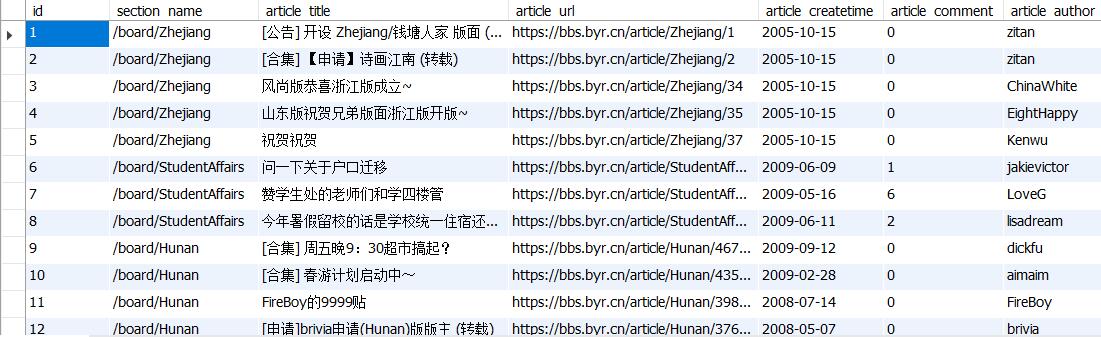 id section_name article_title article_url article_createtime article_comment article_author
1 /board/Zhejiang [公告] 开设 Zhejiang/钱塘人家 版面 (... https://bbs.byr.cn/article/Zhejiang/1 2005-10-15 0 zitan
2 /board/Zhejiang [合集] 【申请】诗画江南 (转载) https://bbs.byr.cn/article/Zhejiang/2 2005-10-15 0 zitan
3 /board/Zhejiang 风尚版恭喜浙江版成立~ https://bbs.byr.cn/article/Zhejiang/34 2005-10-15 0 ChinaWhite
4 /board/Zhejiang 山东版祝贺兄弟版面浙江版开版~ https://bbs.byr.cn/article/Zhejiang/35 2005-10-15 0 EightHappy
5 /board/Zhejiang 祝贺祝贺 https://bbs.byr.cn/article/Zhejiang/37 2005-10-15 0 Kenwu
6 /board/StudentAffairs 问一下关于户口迁移 https://bbs.byr.cn/article/StudentAff... 2009-06-09 1 jakievictor
7 /board/StudentAffairs 赞学生处的老师们和学四楼管 https://bbs.byr.cn/article/StudentAff... 2009-05-16 6 LoveG
8 /board/StudentAffairs 今年暑假留校的话是学校统一住宿还... https://bbs.byr.cn/article/StudentAff... 2009-06-11 2 lisadream
9 /board/Hunan [合集] 周五晚9：30超市搞起？ https://bbs.byr.cn/article/Hunan/467... 2009-09-12 0 dickfu
10 /board/Hunan [合集] 春游计划启动中～ https://bbs.byr.cn/article/Hunan/435... 2009-02-28 0 aimaim
11 /board/Hunan FireBoy的9999贴 https://bbs.byr.cn/article/Hunan/398... 2008-07-14 0 FireBoy
12 /board/Hunan [申请]brivia申请(Hunan)版版主 (转载) https://bbs.byr.cn/article/Hunan/376... 2008-05-07 0 brivia